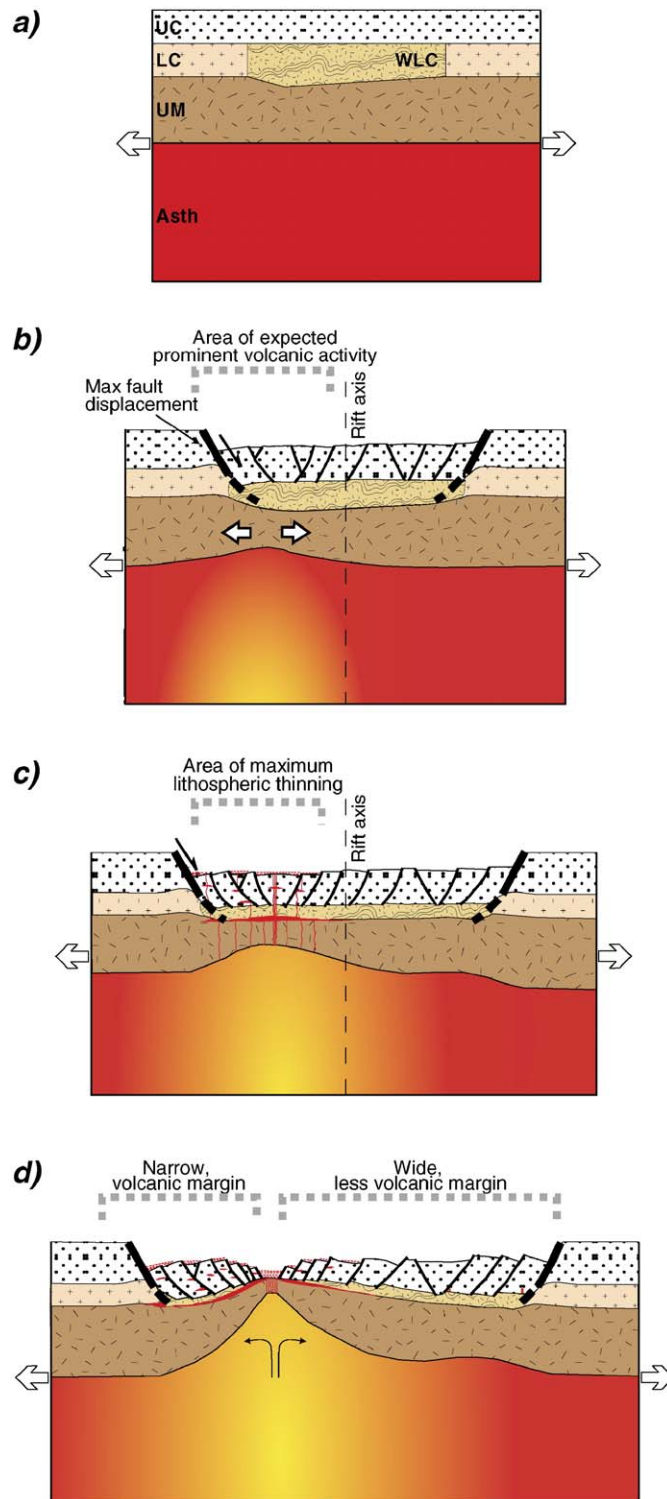 a)
UC
LC
WLC
UM
Asth
b)
Area of expected
prominent volcanic activity
Max fault
displacement
Rift axis
c)
Area of maximum
lithospheric thinning
Rift axis
d)
Narrow,
volcanic margin
Wide,
less volcanic margin